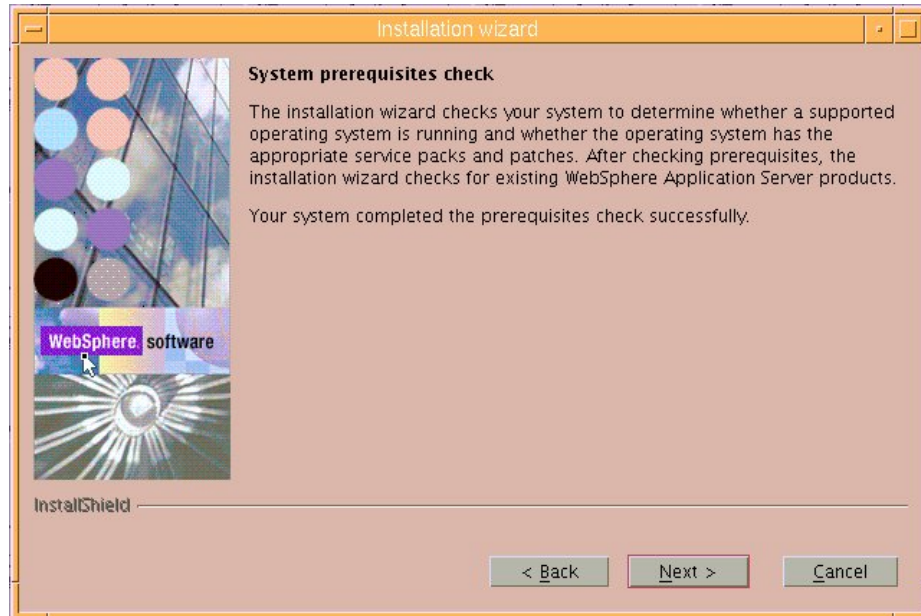 Installation wizard
System prerequisites check
The installation wizard checks your system to determine whether a supported
operating system is running and whether the operating system has the
appropriate service packs and patches. After checking prerequisites, the
installation wizard checks for existing WebSphere Application Server products.
Your system completed the prerequisites check successfully.
WebSphere. software
InstallShield
< Back
Next >
Cancel